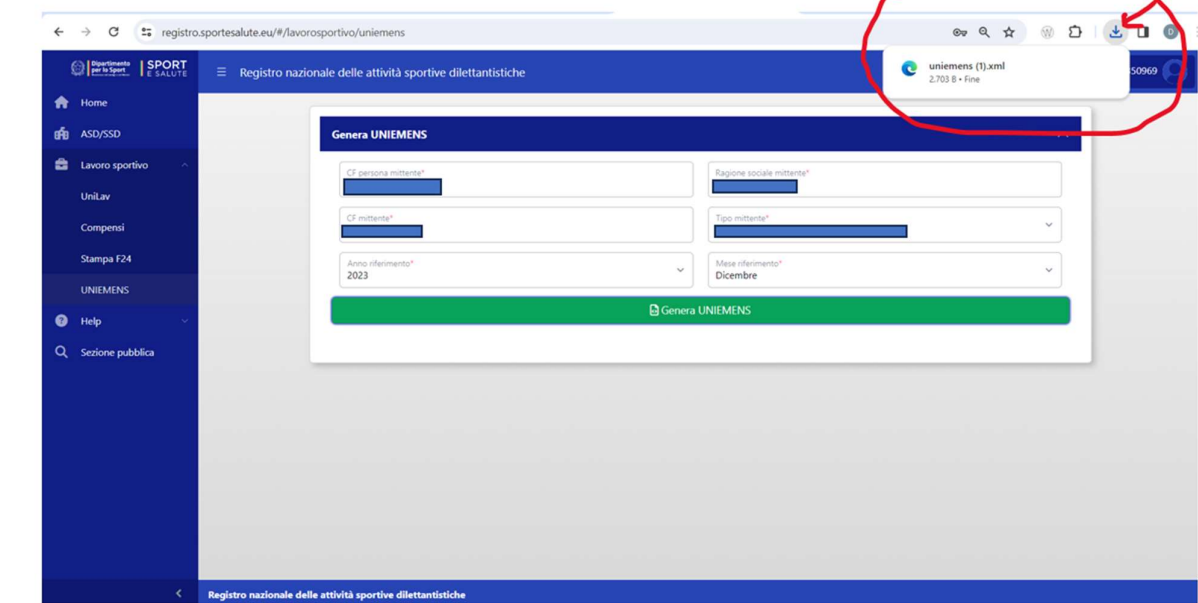 registro.sportesalute.eu/#/lavorosportivo/uniemens
Dipartimento
per lo Sport
SPORT
E SALUTE
Registro nazionale delle attività sportive dilettantistiche
uniemens (1).xml
2.703 B • Fine
50969
Home
ASD/SSD
Lavoro sportivo
UniLav
Compensi
Stampa F24
UNIEMENS
Help
Sezione pubblica
Genera UNIEMENS
CF persona mittente*
Ragione sociale mittente*
CF mittente*
Tipo mittente*
Anno riferimento*
2023
Mese riferimento*
Dicembre
Genera UNIEMENS
Registro nazionale delle attività sportive dilettantistiche